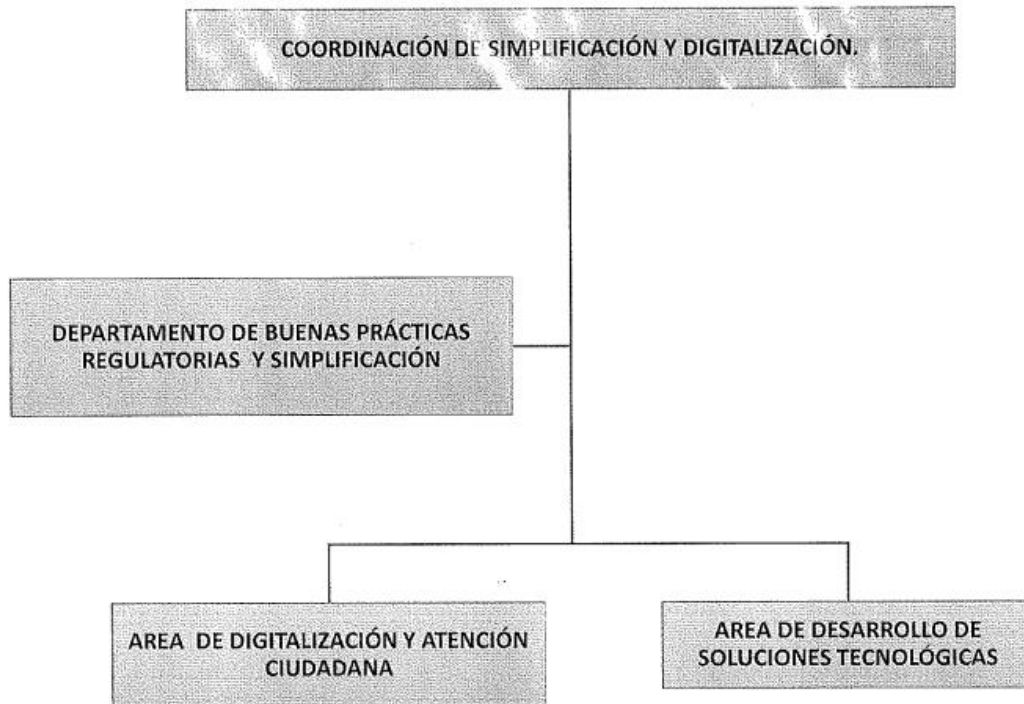 COORDINACIÓN DE SIMPLIFICACIÓN Y DIGITALIZACIÓN.
DEPARTAMENTO DE BUENAS PRÁCTICAS
REGULATORIAS Y SIMPLIFICACIÓN
AREA DE DIGITALIZACIÓN Y ATENCIÓN
CIUDADANA
AREA DE DESARROLLO DE
SOLUCIONES TECNOLÓGICAS